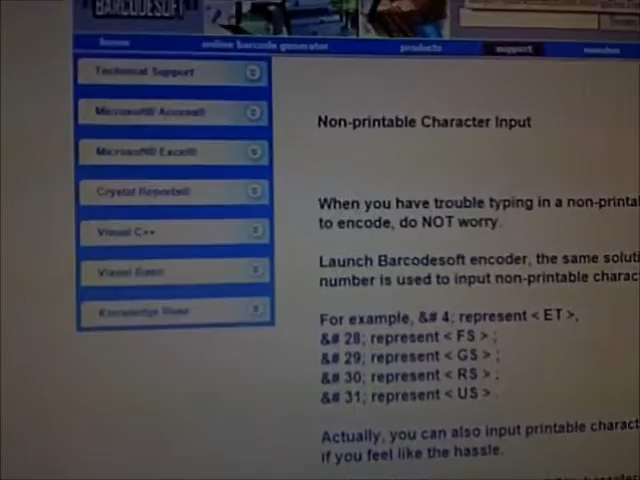 BARCODESOFT
home online barcode generator products support member
Technical Support
Microsoft® Access®
Microsoft® Excel®
Crystal Reports®
Visual C++
Visual Basic
Knowledge Base
Non-printable Character Input
When you have trouble typing in a non-printa
to encode, do NOT worry.
Launch Barcodesoft encoder, the same soluti
number is used to input non-printable charac
For example, &# 4; represent < ET >,
&# 28; represent < FS > ;
&# 29; represent < GS > ;
&# 30; represent < RS > ;
&# 31; represent < US > .
Actually, you can also input printable charact
if you feel like the hassle.